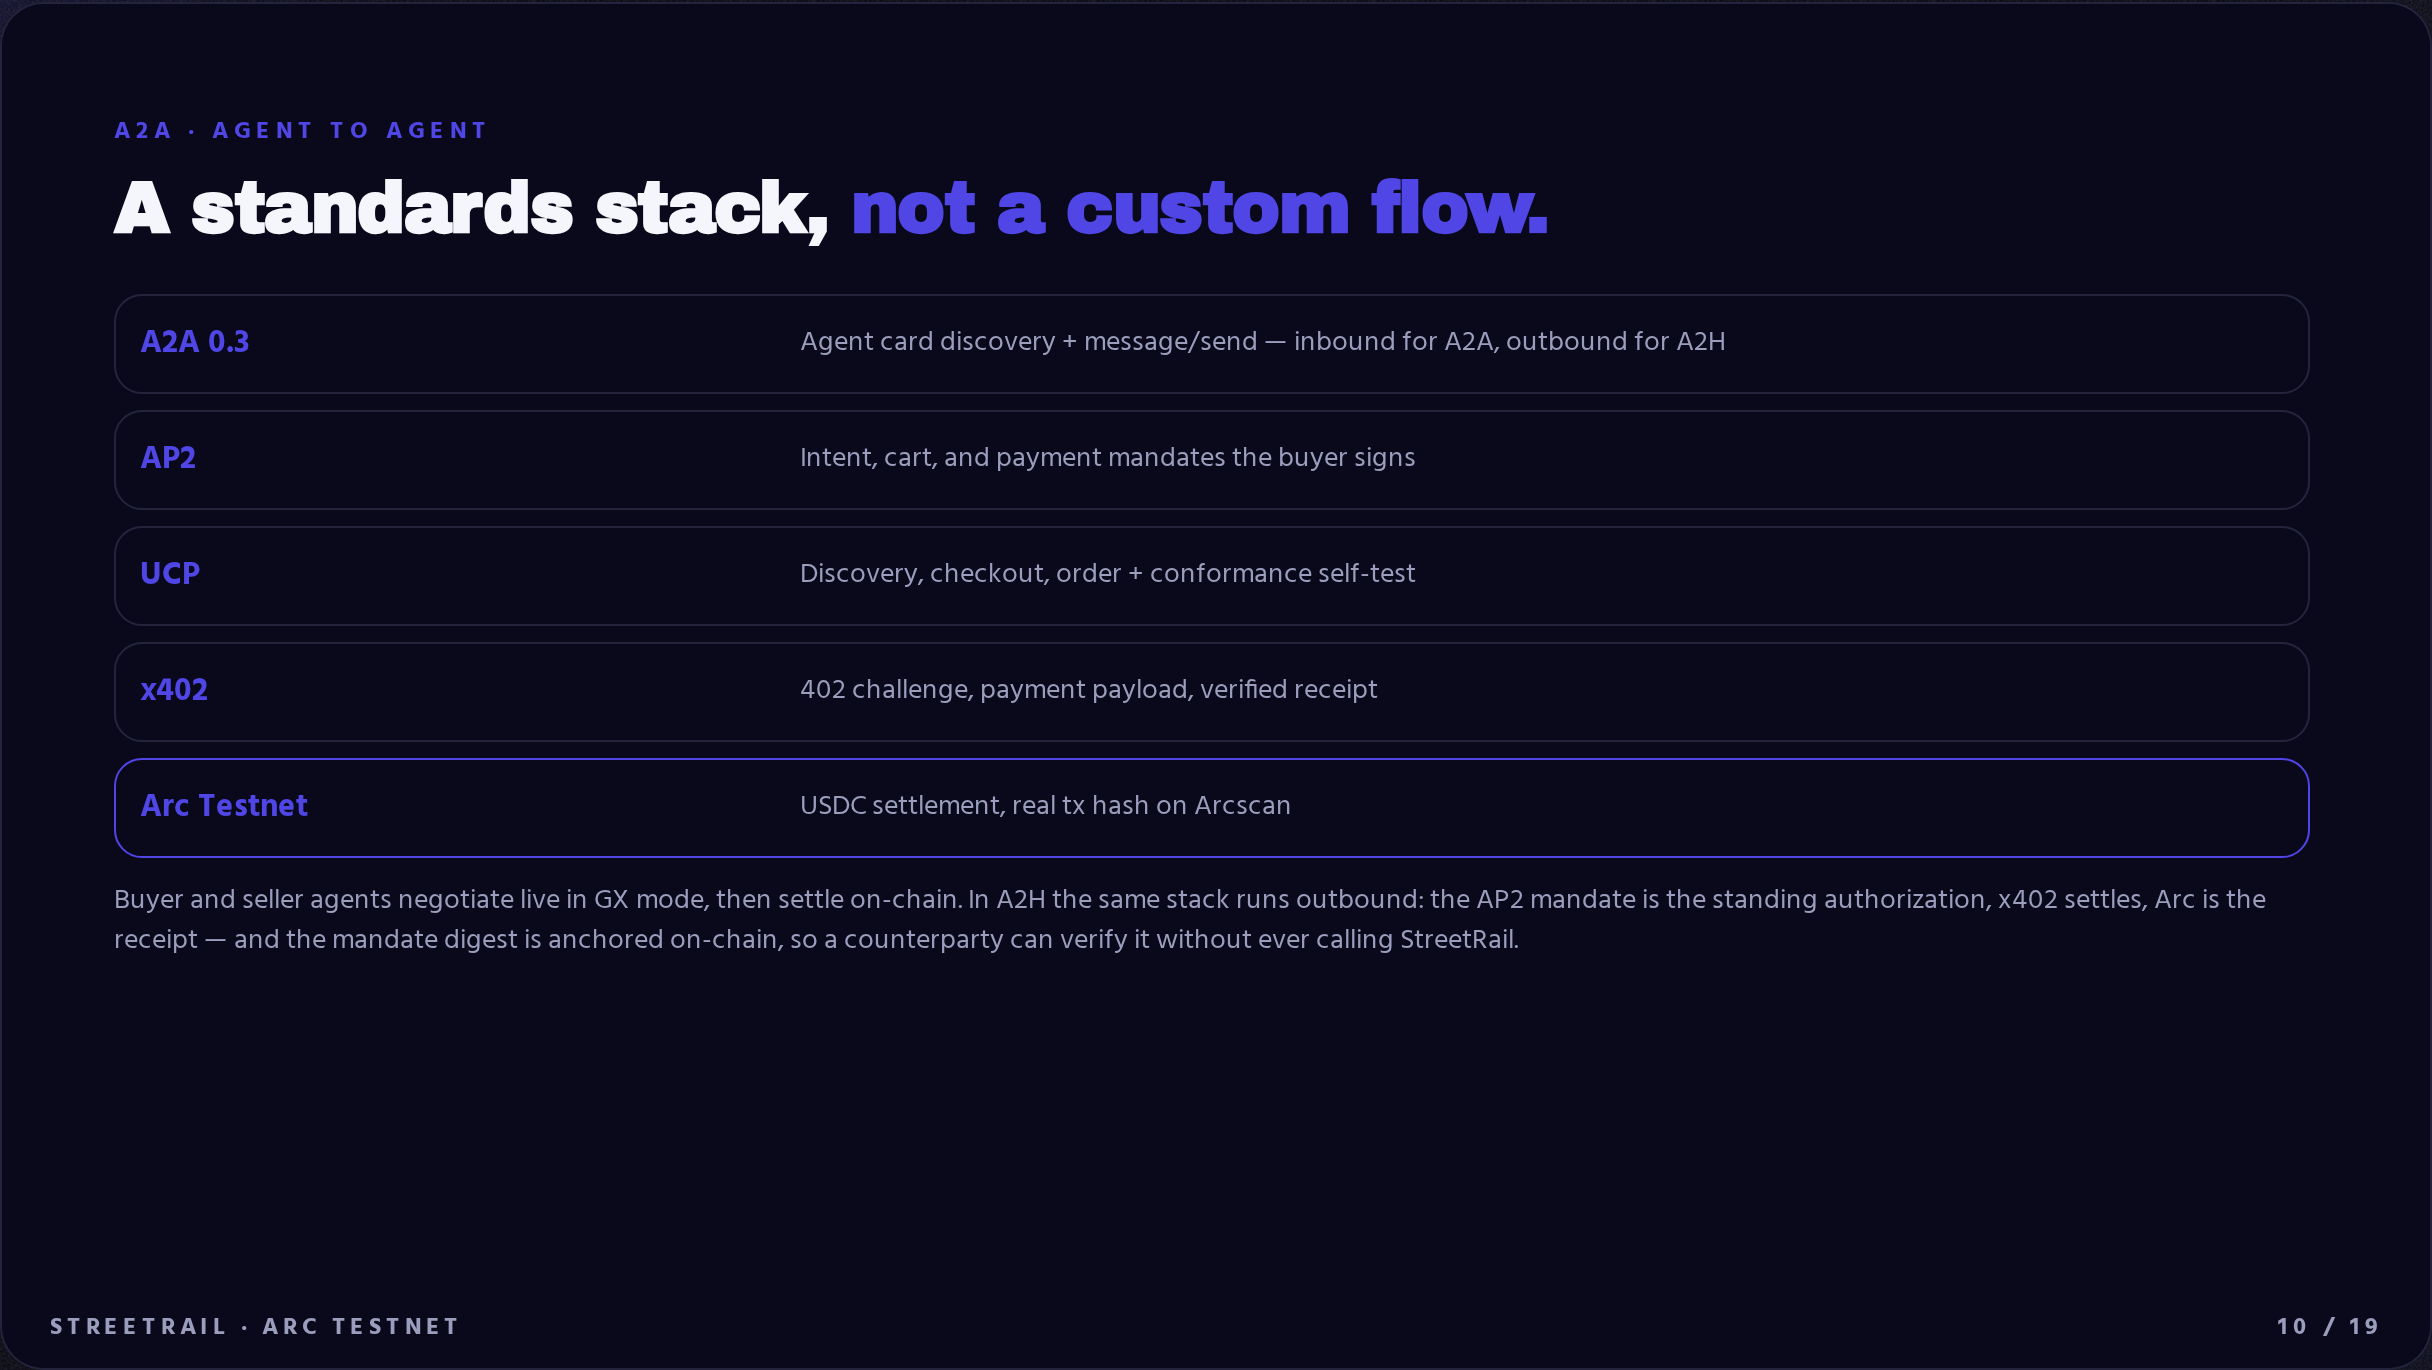 A2A · AGENT TO AGENT
A standards stack, not a custom flow.
A2A 0.3
Agent card discovery + message/send — inbound for A2A, outbound for A2H
AP2
Intent, cart, and payment mandates the buyer signs
UCP
Discovery, checkout, order + conformance self-test
x402
402 challenge, payment payload, verified receipt
Arc Testnet
USDC settlement, real tx hash on Arcscan
Buyer and seller agents negotiate live in GX mode, then settle on-chain. In A2H the same stack runs outbound: the AP2 mandate is the standing authorization, x402 settles, Arc is the
receipt — and the mandate digest is anchored on-chain, so a counterparty can verify it without ever calling StreetRail.
STREETRAIL · ARC TESTNET
10 / 19